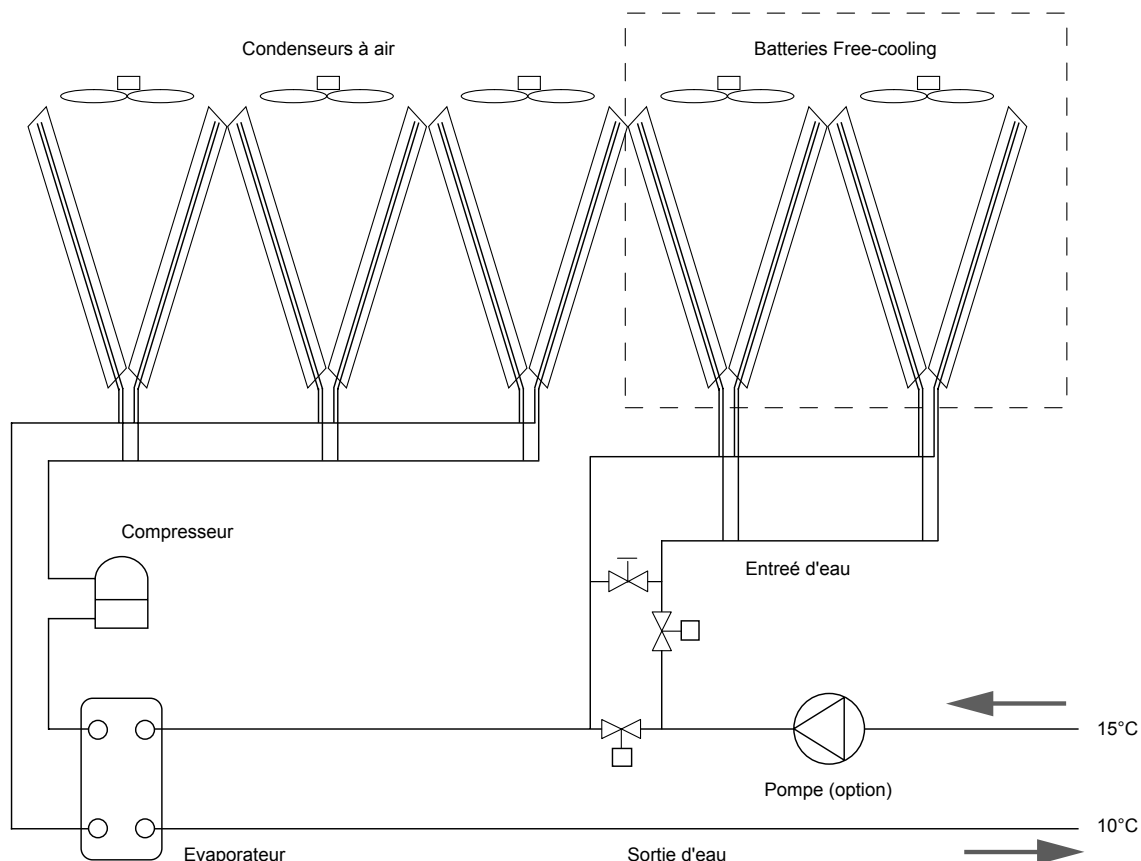 Condenseurs à air
Batteries Free-cooling
Compresseur
Entreé d'eau
15°C
Pompe (option)
10°C
Evaporateur
Sortie d'eau